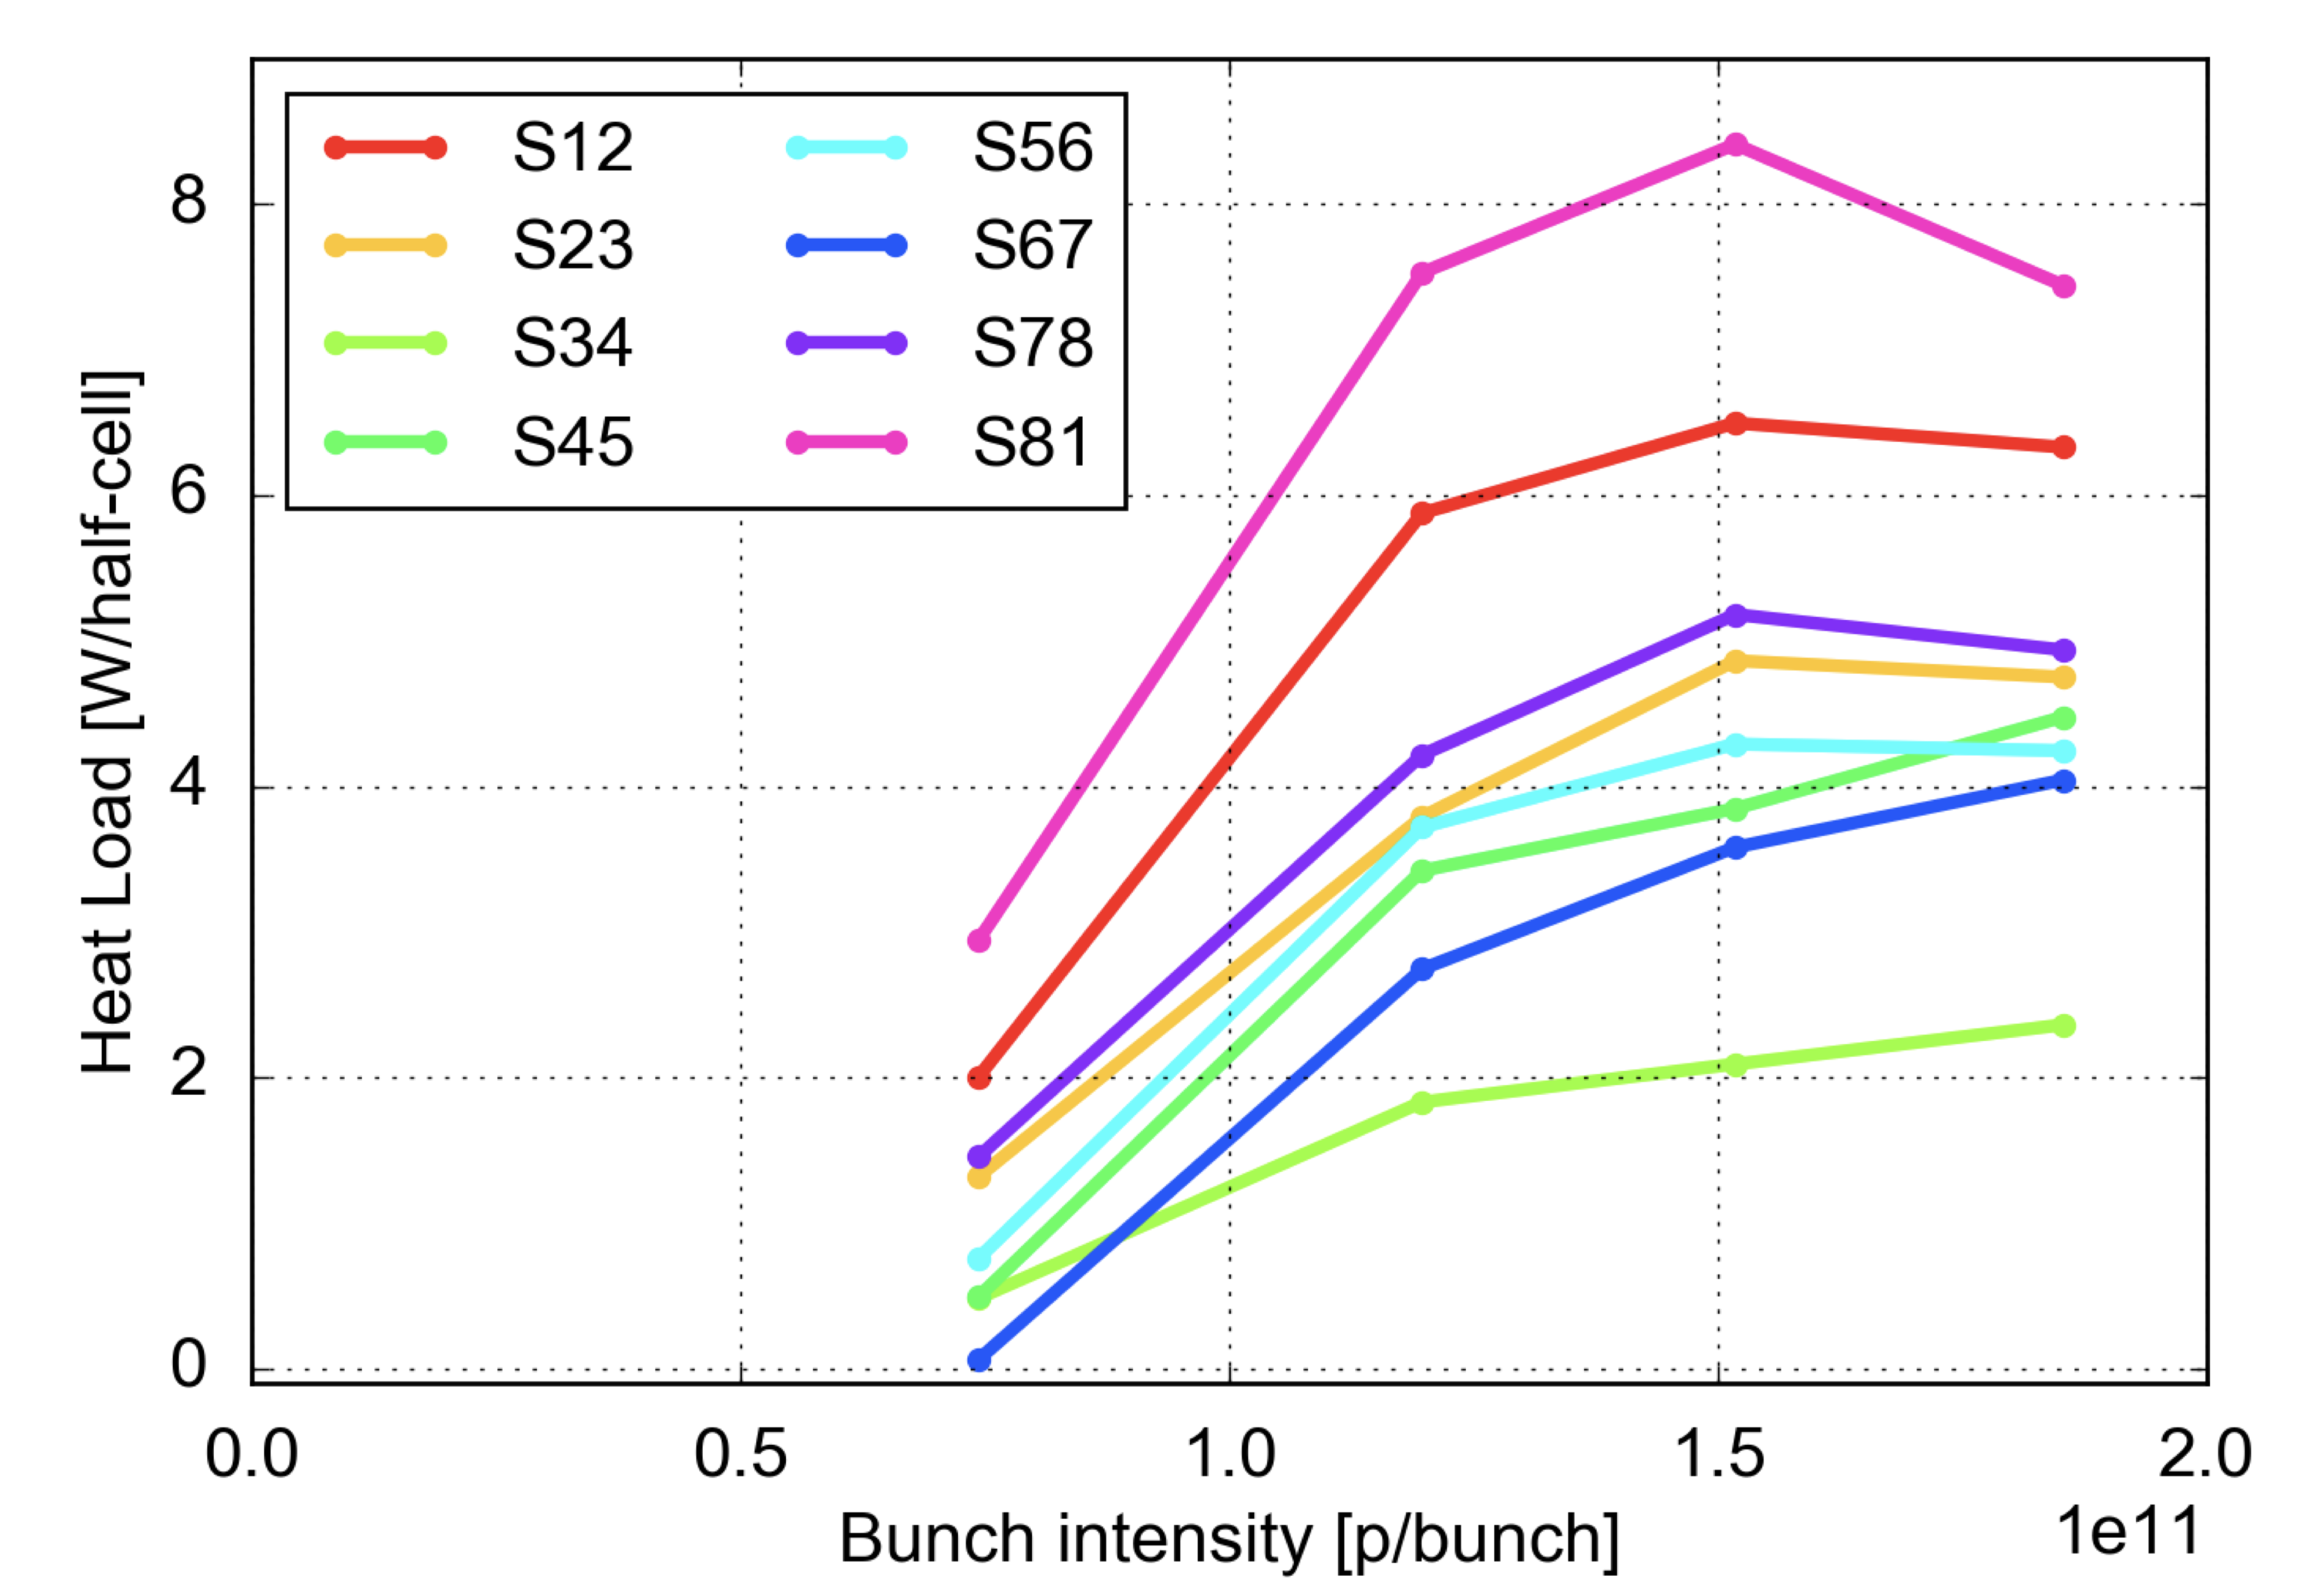 S12
S23
S34
S45
S56
S67
S78
S81
8
6
4
2
0
Heat Load [W/half-cell]
0.0 0.5 1.0 1.5 2.0
Bunch intensity [p/bunch]
1e11